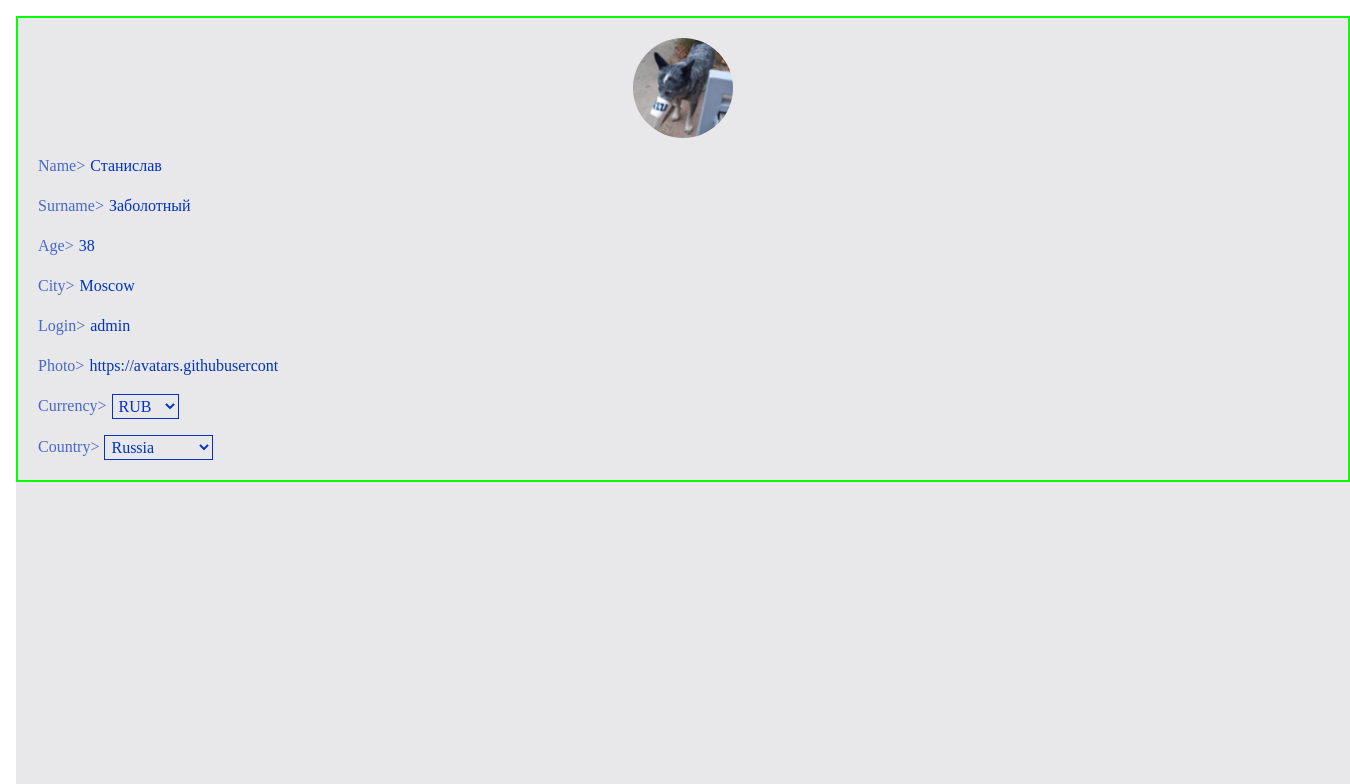 Name> Станислав
Surname> Заболотный
Age> 38
City> Moscow
Login> admin
Photo> https://avatars.githubusercont
Currency> RUB
Country> Russia